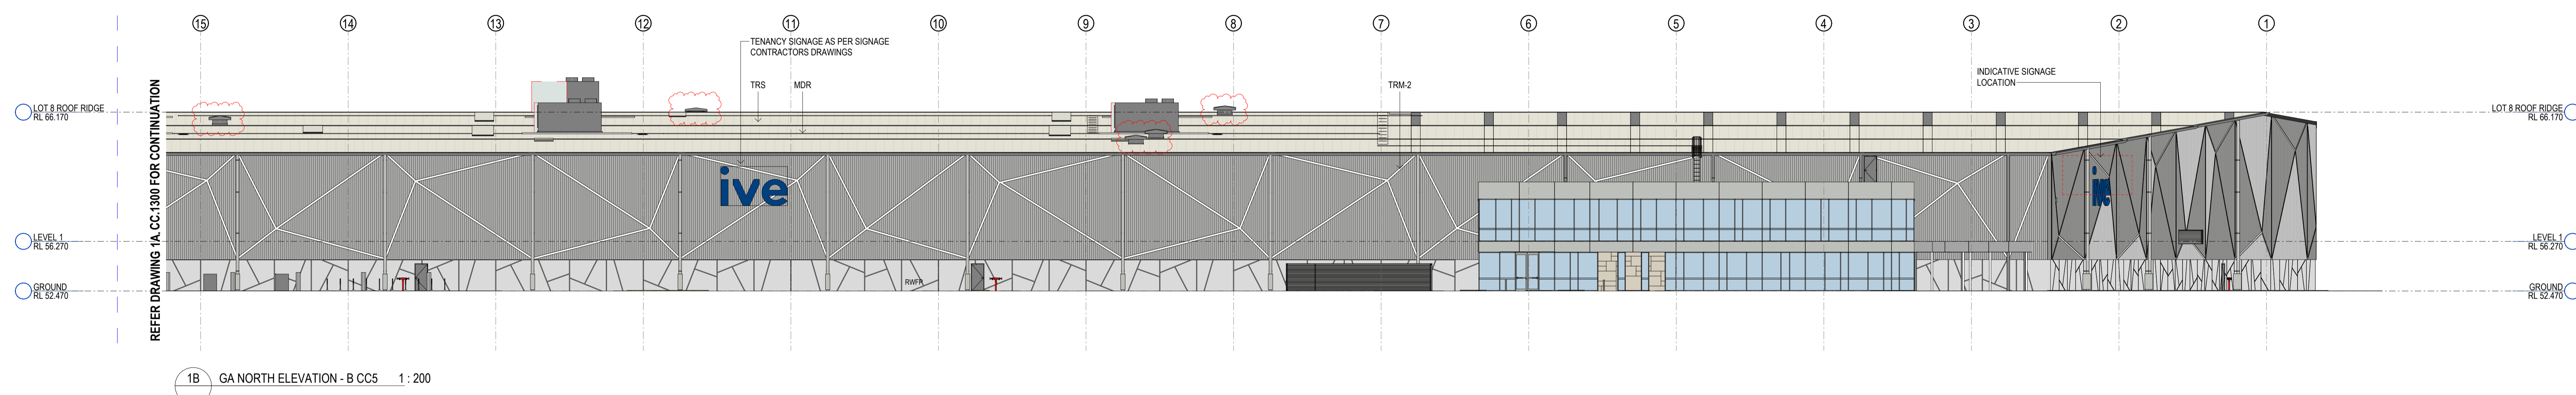 15
14
13
12
11
10
9
8
7
6
5
4
3
2
1
TENANCY SIGNAGE AS PER SIGNAGE
CONTRACTORS DRAWINGS
INDICATIVE SIGNAGE
LOCATION
TRS
MDR
TRM-2
LOT 8 ROOF RIDGE
RL 66.170
LOT 8 ROOF RIDGE
RL 66.170
REFER DRAWING 1A. CC.1300 FOR CONTINUATION
ive
ive
LEVEL 1
RL 56.270
LEVEL 1
RL 56.270
RWFR
GROUND
RL 52.470
GROUND
RL 52.470
1B
GA NORTH ELEVATION - B CC5
1 : 200